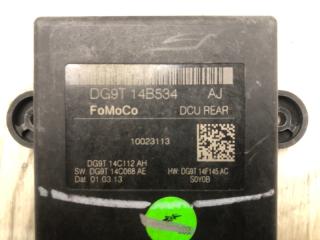 DG9T 14B534 AJ
FoMoCo DCU REAR
10023113
DG9T 14C112 AH
SW: DG9T 14C068 AE HW: DG9T 14F145 AC
Dat: 01.03.13 S0Y0B